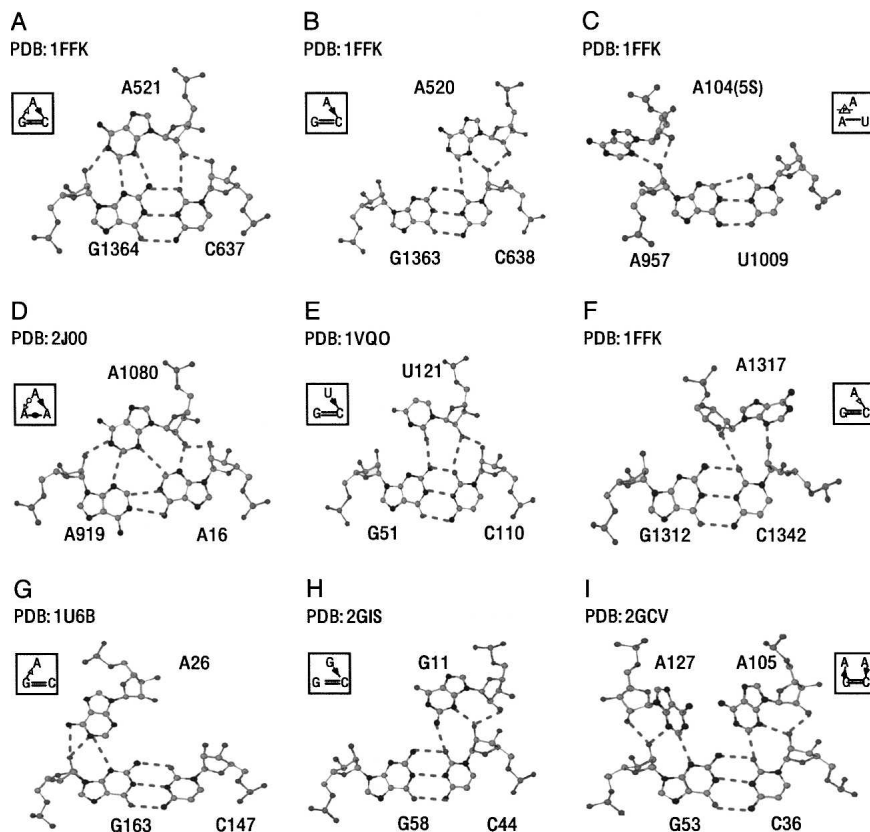 A
PDB: 1FFK
A521
A
G C
G1364
C637
B
PDB: 1FFK
A520
A
G C
G1363
C638
C
PDB: 1FFK
A104(5S)
A
A U
A957
U1009
D
PDB: 2J00
A1080
A
A A
A919
A16
E
PDB: 1VQO
U121
U
G C
G51
C110
F
PDB: 1FFK
A1317
A
G C
G1312
C1342
G
PDB: 1U6B
A26
A
G C
G163
C147
H
PDB: 2GIS
G11
G
G C
G58
C44
I
PDB: 2GCV
A127
A105
A A
G C
G53
C36